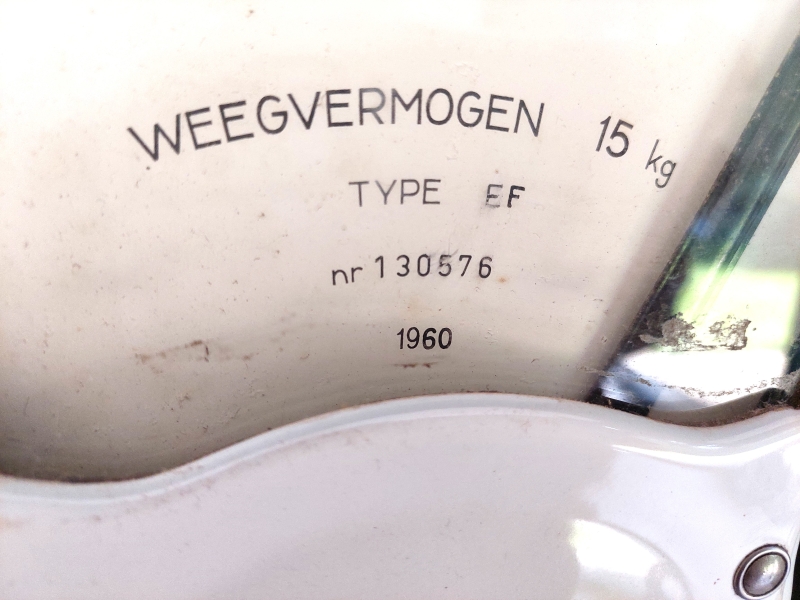 WEEGVERMOGEN 15 kg
TYPE EF
nr 130576
1960